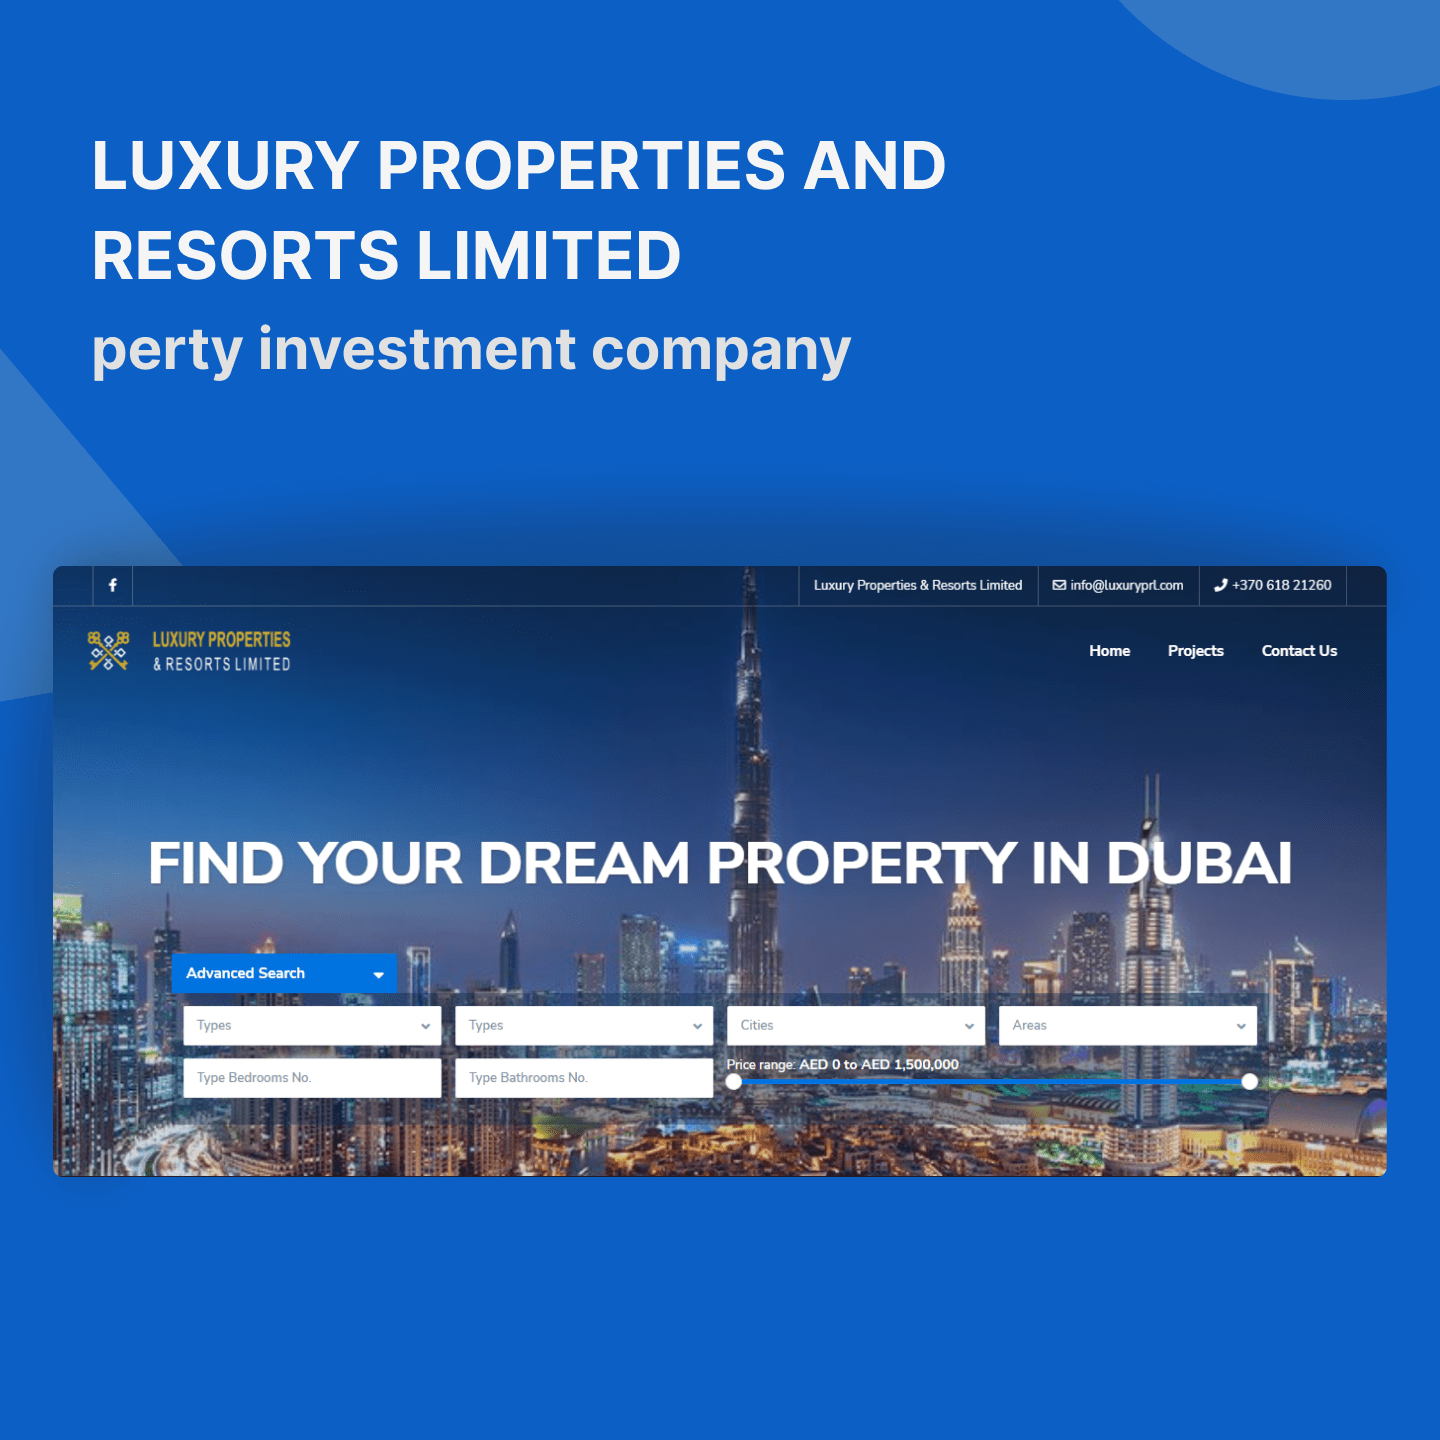 LUXURY PROPERTIES AND
RESORTS LIMITED
perty investment company
Luxury Properties & Resorts Limited
info@luxuryprl.com
+370 618 21260
LUXURY PROPERTIES
& RESORTS LIMITED
Home
Projects
Contact Us
FIND YOUR DREAM PROPERTY IN DUBAI
Advanced Search
Types
Types
Cities
Areas
Type Bedrooms No.
Type Bathrooms No.
Price range: AED 0 to AED 1,500,000